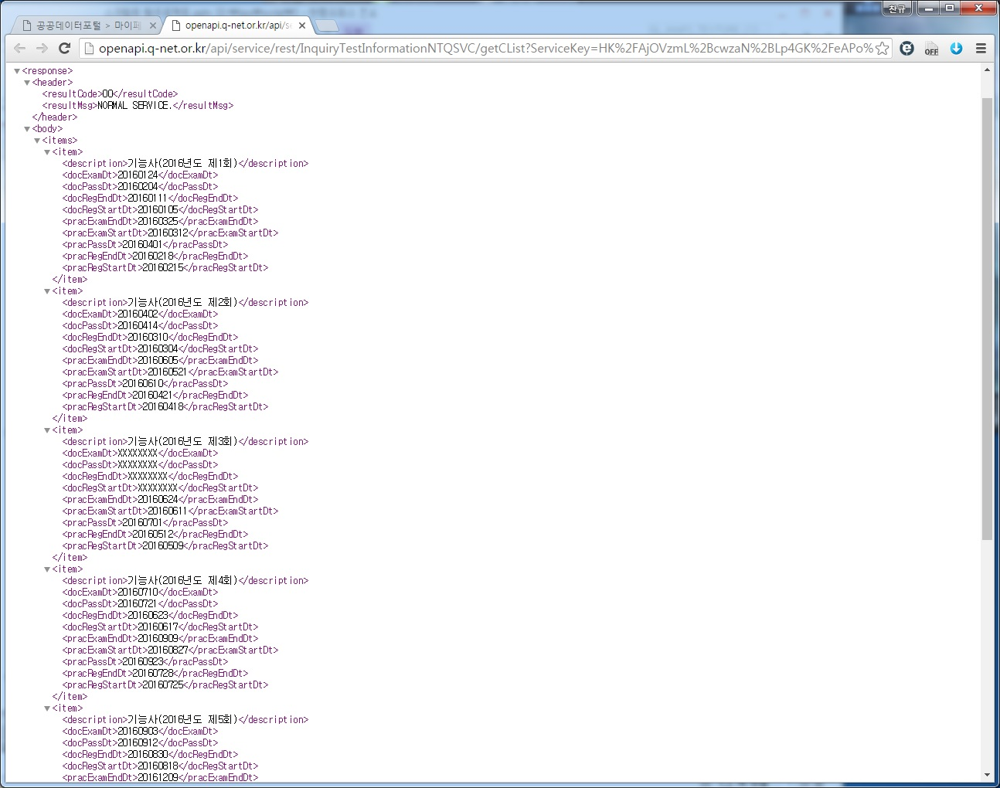 찬규
공공데이터포털 > 마이페
openapi.q-net.or.kr/api/se
openapi.q-net.or.kr/api/service/rest/InquiryTestInformationNTQSVC/getCList?ServiceKey=HK%2FAjOVzmL%2BcwzaN%2BLp4GK%2FeAPo%
OFF
<response>
<header>
<resultCode>00</resultCode>
<resultMsg>NORMAL SERVICE.</resultMsg>
</header>
<body>
<items>
<item>
<description>기능사(2016년도 제1회)</description>
<docExamDt>20160124</docExamDt>
<docPassDt>20160204</docPassDt>
<docRegEndDt>20160111</docRegEndDt>
<docRegStartDt>20160105</docRegStartDt>
<pracExamEndDt>20160325</pracExamEndDt>
<pracExamStartDt>20160312</pracExamStartDt>
<pracPassDt>20160401</pracPassDt>
<pracRegEndDt>20160218</pracRegEndDt>
<pracRegStartDt>20160215</pracRegStartDt>
</item>
<item>
<description>기능사(2016년도 제2회)</description>
<docExamDt>20160402</docExamDt>
<docPassDt>20160414</docPassDt>
<docRegEndDt>20160310</docRegEndDt>
<docRegStartDt>20160304</docRegStartDt>
<pracExamEndDt>20160605</pracExamEndDt>
<pracExamStartDt>20160521</pracExamStartDt>
<pracPassDt>20160610</pracPassDt>
<pracRegEndDt>20160421</pracRegEndDt>
<pracRegStartDt>20160418</pracRegStartDt>
</item>
<item>
<description>기능사(2016년도 제3회)</description>
<docExamDt>XXXXXXXX</docExamDt>
<docPassDt>XXXXXXXX</docPassDt>
<docRegEndDt>XXXXXXXX</docRegEndDt>
<docRegStartDt>XXXXXXXX</docRegStartDt>
<pracExamEndDt>20160624</pracExamEndDt>
<pracExamStartDt>20160611</pracExamStartDt>
<pracPassDt>20160701</pracPassDt>
<pracRegEndDt>20160512</pracRegEndDt>
<pracRegStartDt>20160509</pracRegStartDt>
</item>
<item>
<description>기능사(2016년도 제4회)</description>
<docExamDt>20160710</docExamDt>
<docPassDt>20160721</docPassDt>
<docRegEndDt>20160623</docRegEndDt>
<docRegStartDt>20160617</docRegStartDt>
<pracExamEndDt>20160909</pracExamEndDt>
<pracExamStartDt>20160827</pracExamStartDt>
<pracPassDt>20160923</pracPassDt>
<pracRegEndDt>20160728</pracRegEndDt>
<pracRegStartDt>20160725</pracRegStartDt>
</item>
<item>
<description>기능사(2016년도 제5회)</description>
<docExamDt>20160903</docExamDt>
<docPassDt>20160912</docPassDt>
<docRegEndDt>20160830</docRegEndDt>
<docRegStartDt>20160818</docRegStartDt>
<pracExamEndDt>20161209</pracExamEndDt>